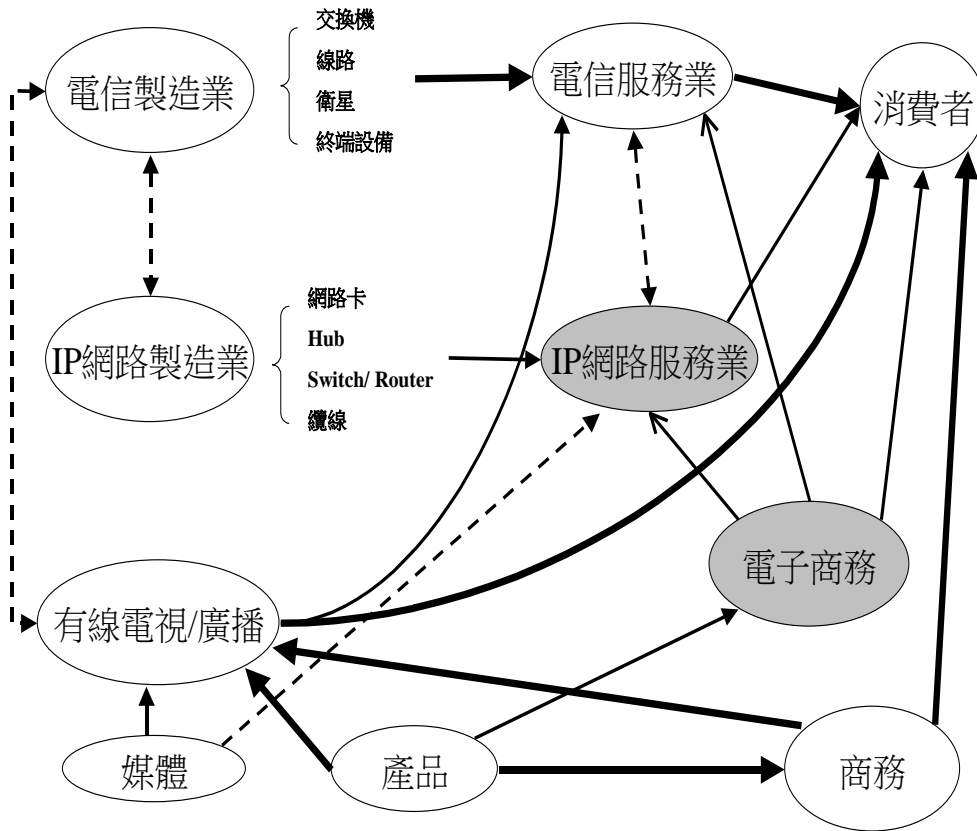 交換機
線路
衛星
終端設備
電信製造業
電信服務業
消費者
網路卡
Hub
Switch/ Router
纜線
IP網路製造業
IP網路服務業
電子商務
有線電視/廣播
媒體
產品
商務